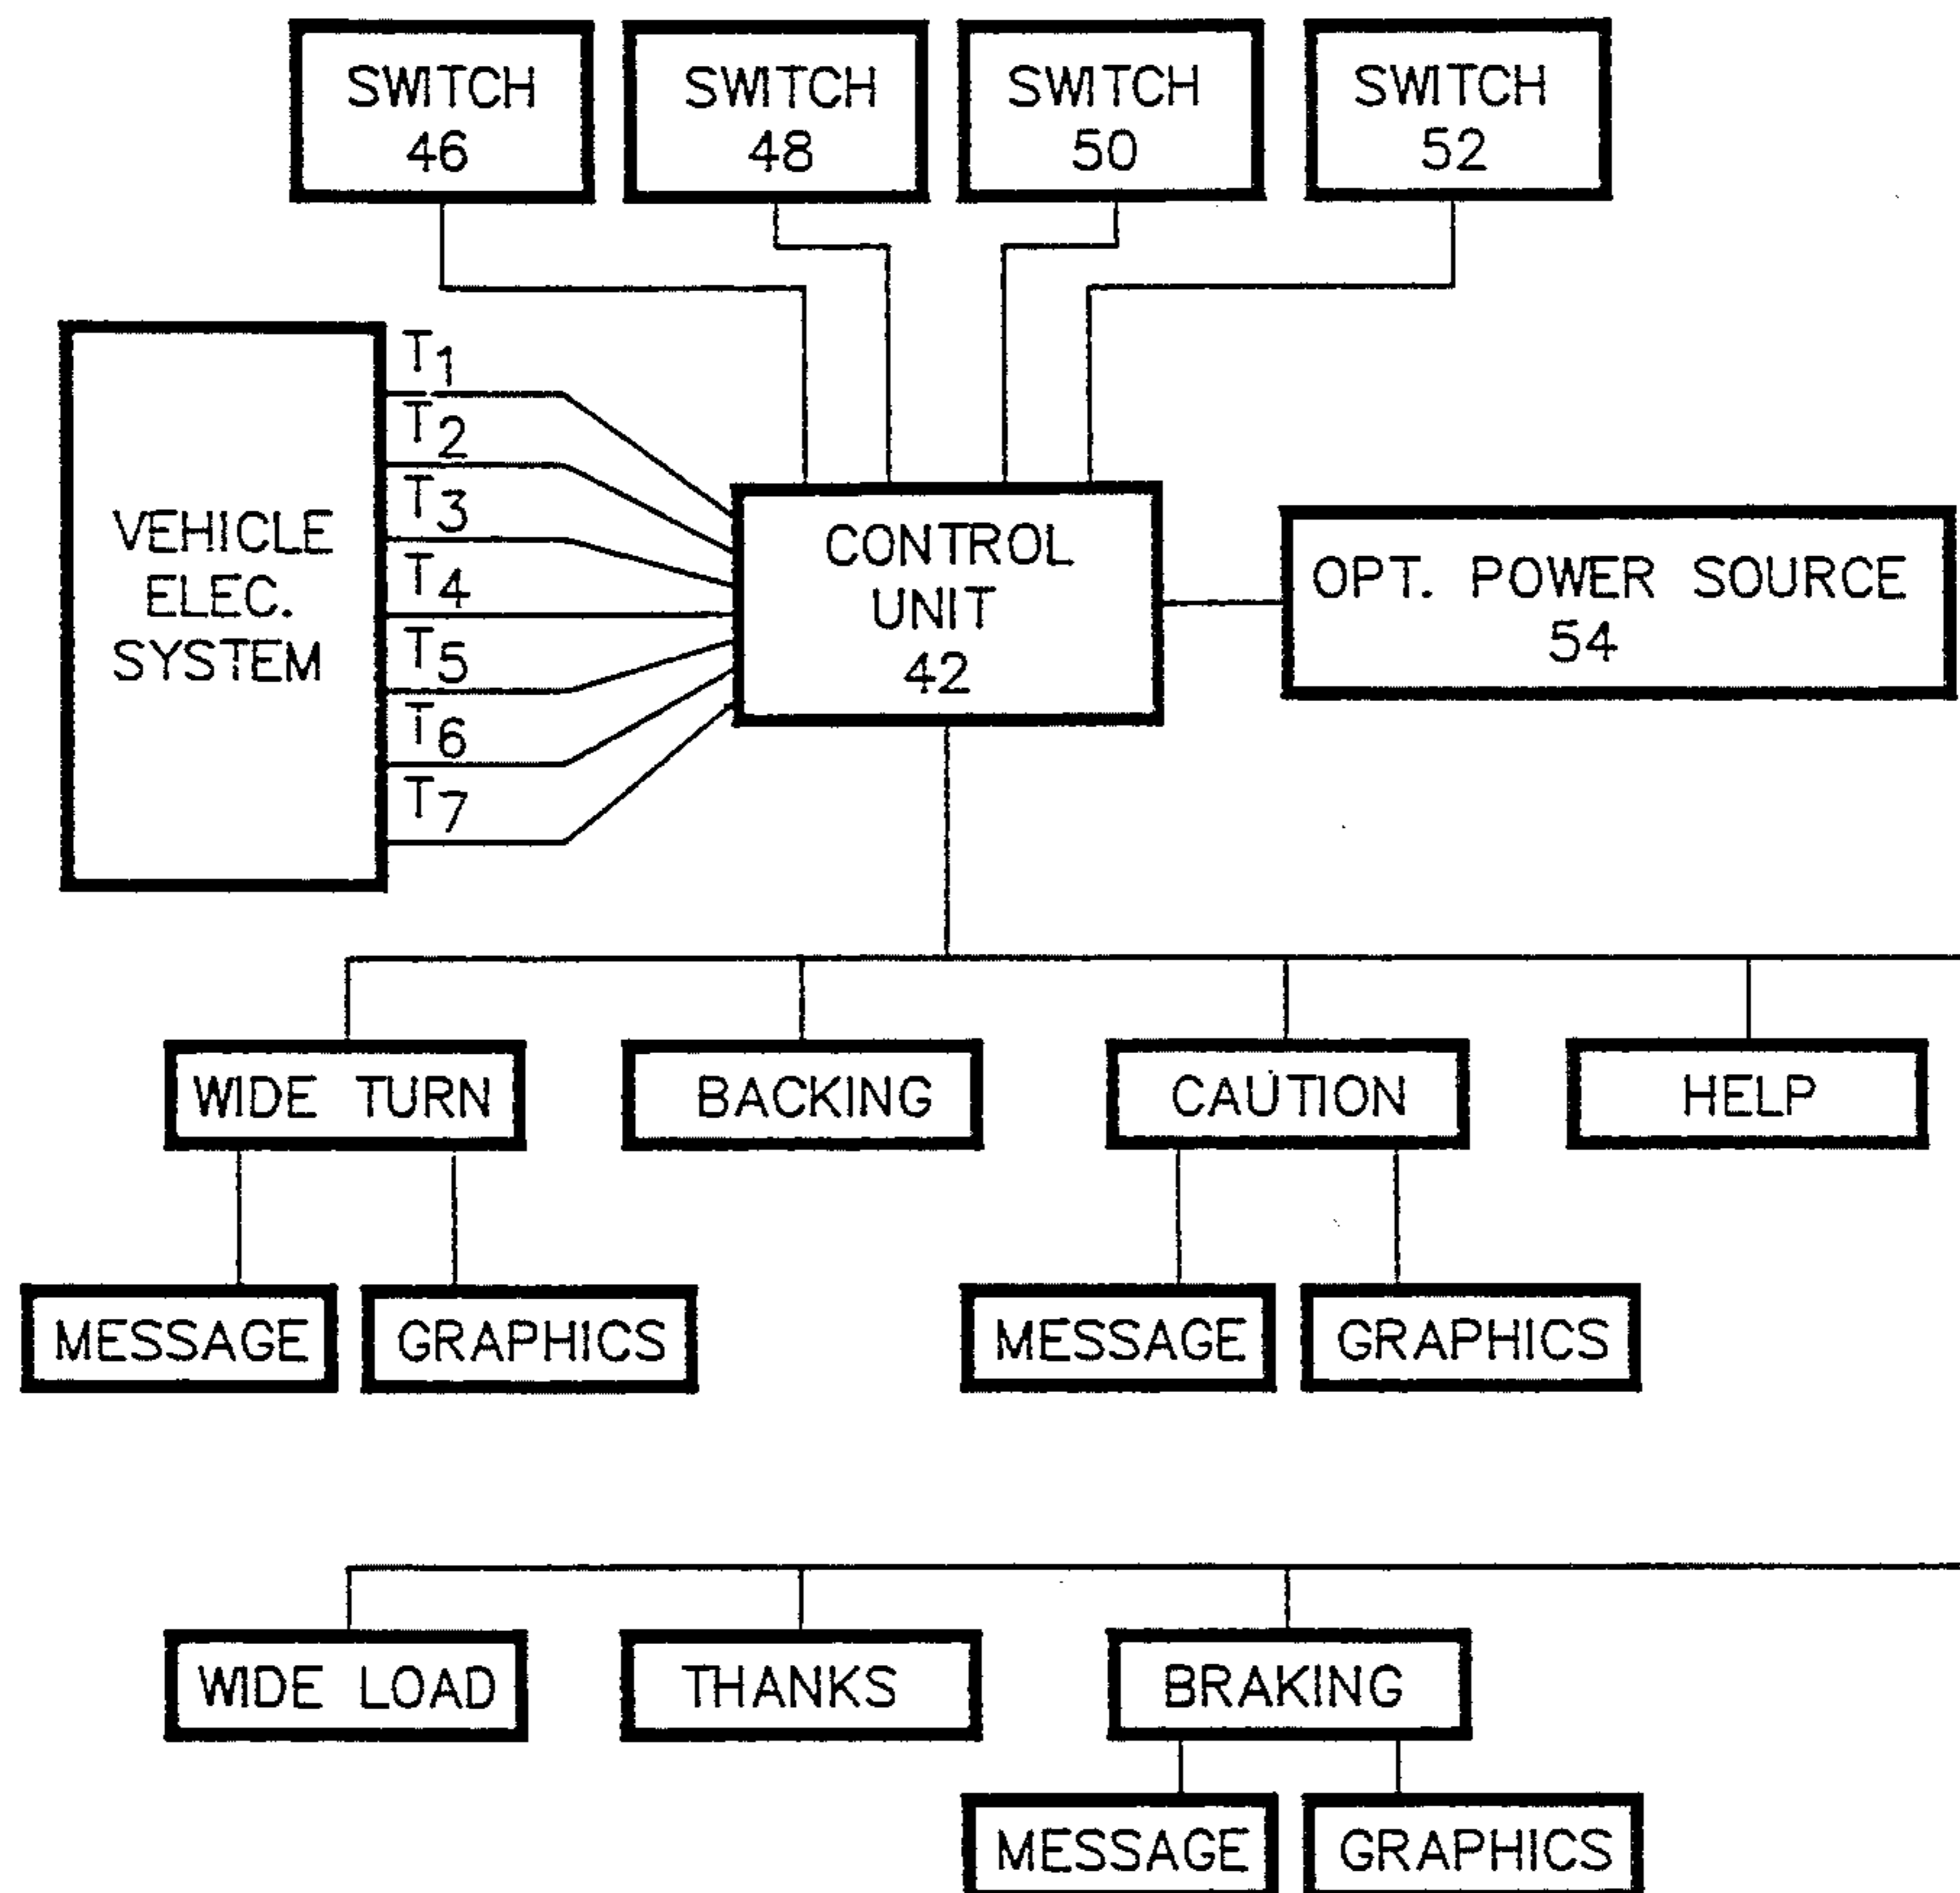 SWITCH
46
SWITCH
48
SWITCH
50
SWITCH
52
VEHICLE
ELEC.
SYSTEM
T1
T2
T3
T4
T5
T6
T7
CONTROL
UNIT
42
OPT. POWER SOURCE
54
WIDE TURN
BACKING
CAUTION
HELP
MESSAGE
GRAPHICS
MESSAGE
GRAPHICS
WIDE LOAD
THANKS
BRAKING
MESSAGE
GRAPHICS